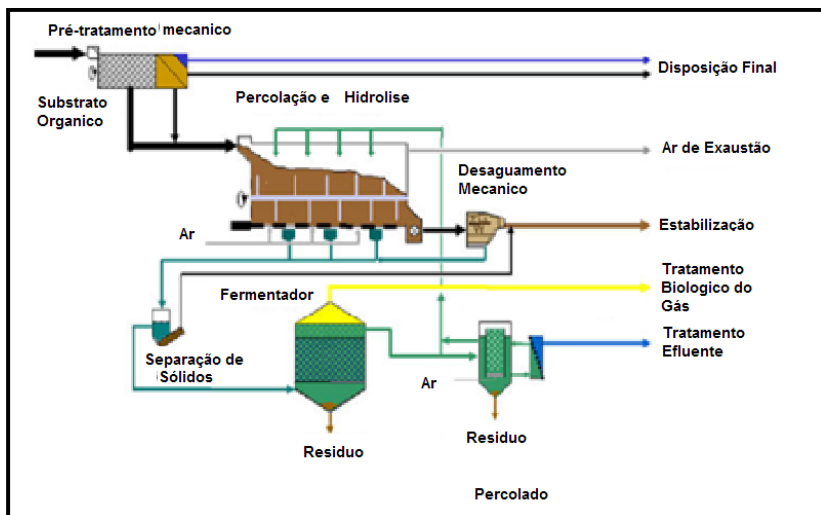 Pré-tratamento mecanico
Disposição Final
Substrato
Organico
Percolação e Hidrolise
Ar de Exaustão
Desaguamento
Mecanico
Estabilização
Ar
Tratamento
Biologico do
Gás
Fermentador
Tratamento
Efluente
Separação de
Sólidos
Ar
Residuo
Residuo
Percolado